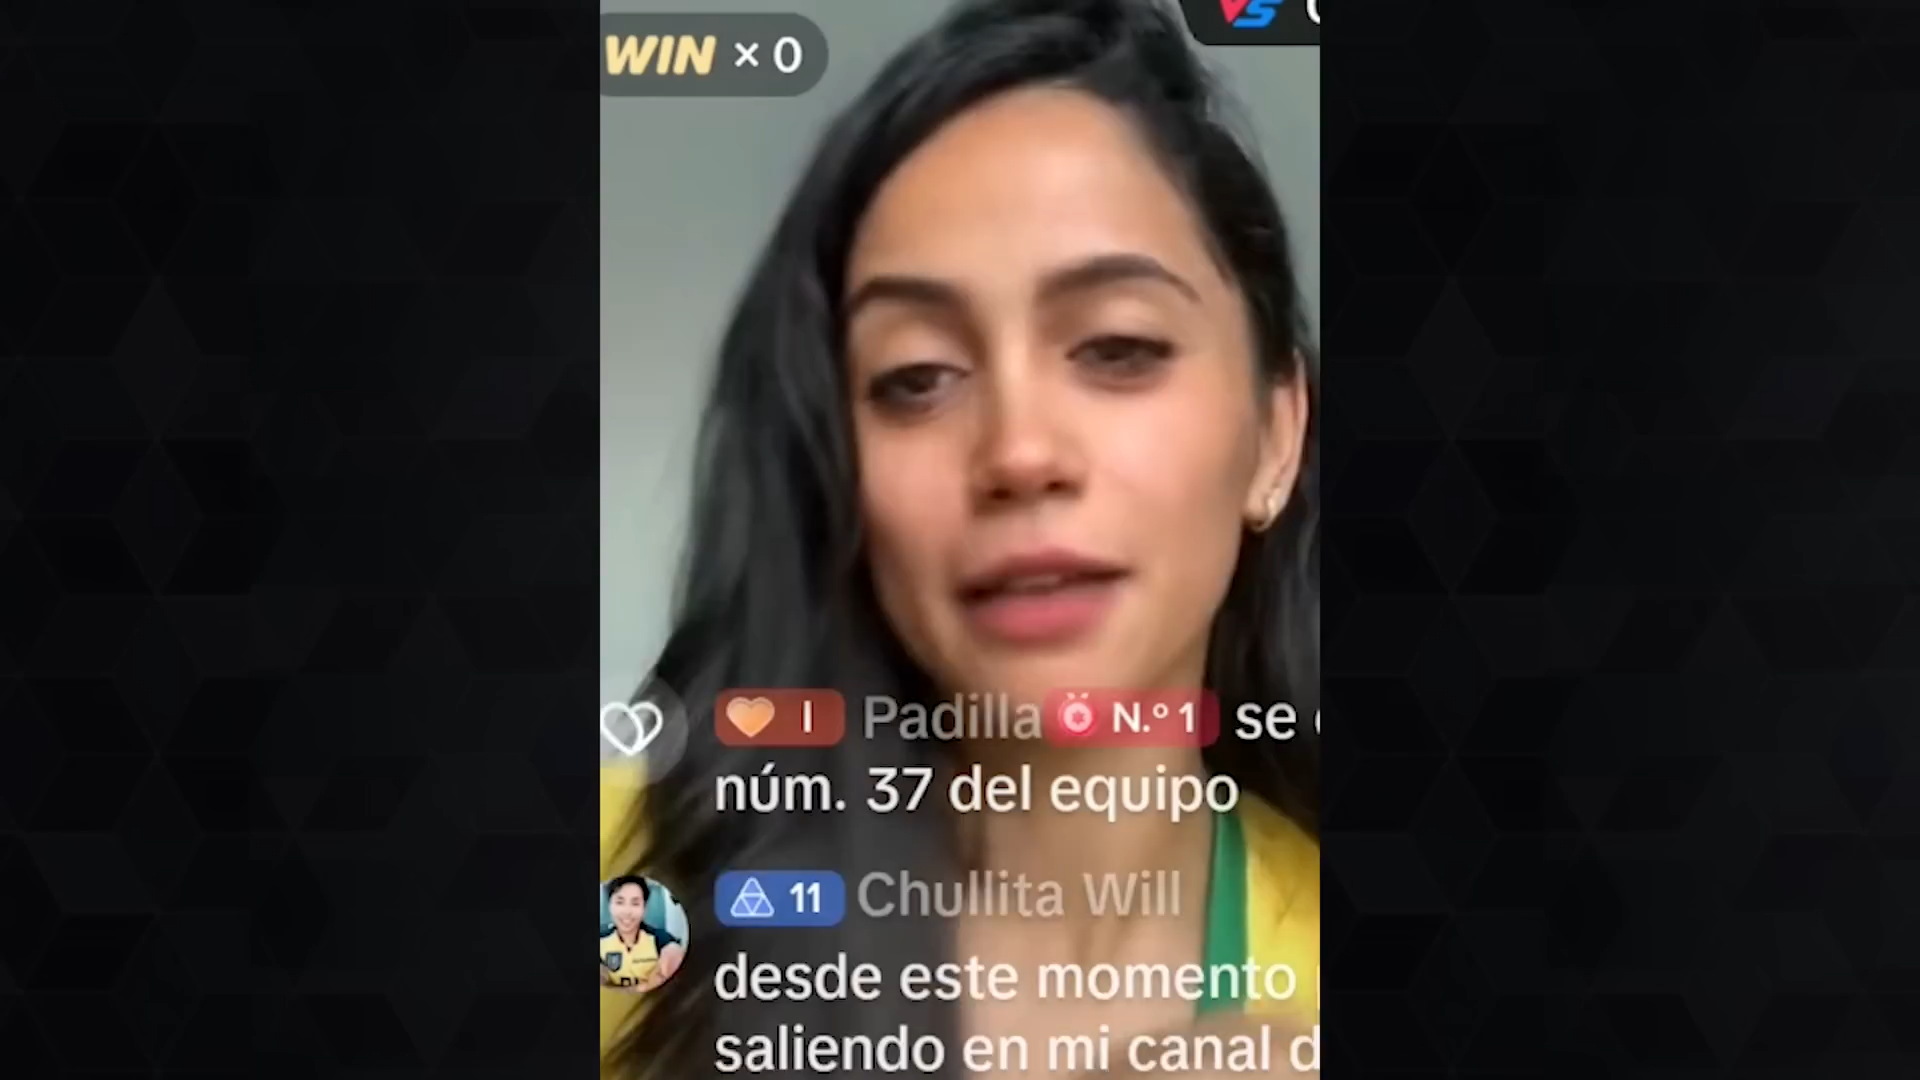 WIN × 0
VS
I Padilla N.º 1 se
núm. 37 del equipo
11 Chullita Will
desde este momento
saliendo en mi canal d